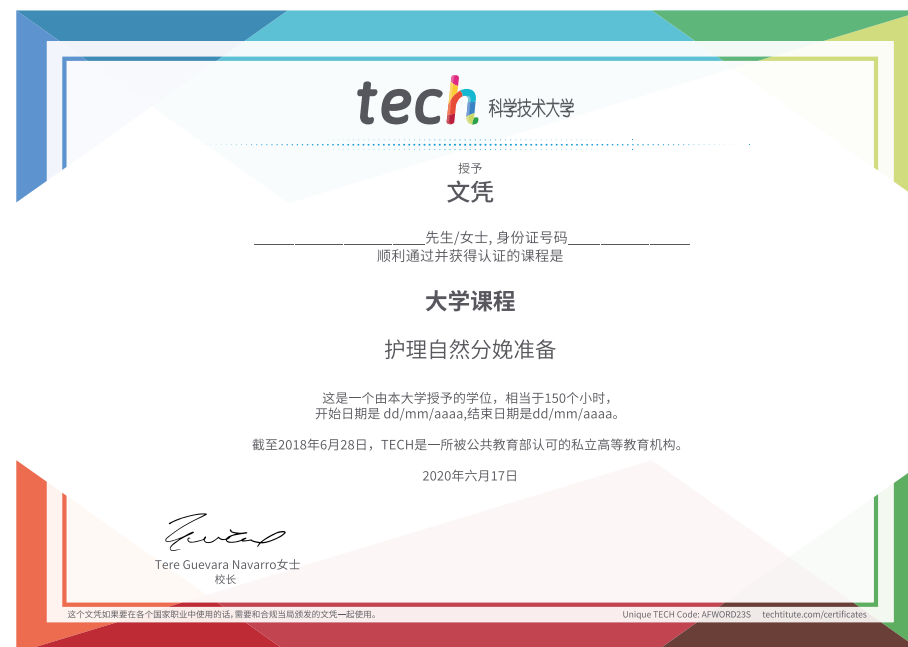 tech 科学技术大学
授予
文凭
先生/女士, 身份证号码
顺利通过并获得认证的课程是
大学课程
护理自然分娩准备
这是一个由本大学授予的学位，相当于150个小时，
开始日期是 dd/mm/aaaa,结束日期是dd/mm/aaaa。
截至2018年6月28日，TECH是一所被公共教育部认可的私立高等教育机构。
2020年六月17日
Tere Guevara Navarro女士
校长
这个文凭如果要在各个国家职业中使用的话,需要和合规当局颁发的文凭一起使用。
Unique TECH Code: AFWORD23S techtitute.com/certificates